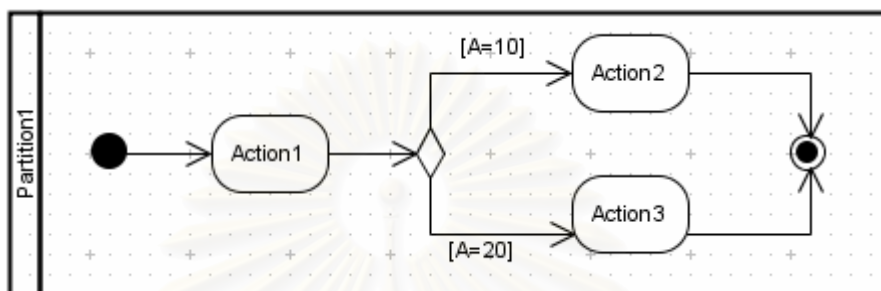 Partition1
Action1
[A=10]
Action2
[A=20]
Action3